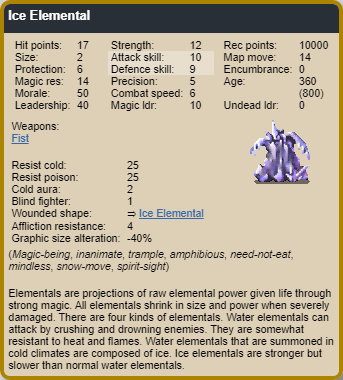 Ice Elemental
Hit points: 17 Strength: 12 Rec points: 10000
Size: 2 Attack skill: 10 Map move: 14
Protection: 6 Defence skill: 9 Encumbrance: 0
Magic res: 14 Precision: 5 Age: 360
Morale: 50 Combat speed: 6 (800)
Leadership: 40 Magic ldr: 10 Undead ldr: 0
Weapons:
Fist
Resist cold: 25
Resist poison: 25
Cold aura: 2
Blind fighter: 1
Wounded shape: ⇒ Ice Elemental
Affliction resistance: 4
Graphic size alteration: -40%
(Magic-being, inanimate, trample, amphibious, need-not-eat,
mindless, snow-move, spirit-sight)
Elementals are projections of raw elemental power given life through
strong magic. All elementals shrink in size and power when severely
damaged. There are four kinds of elementals. Water elementals can
attack by crushing and drowning enemies. They are somewhat
resistant to heat and flames. Water elementals that are summoned in
cold climates are composed of ice. Ice elementals are stronger but
slower than normal water elementals.